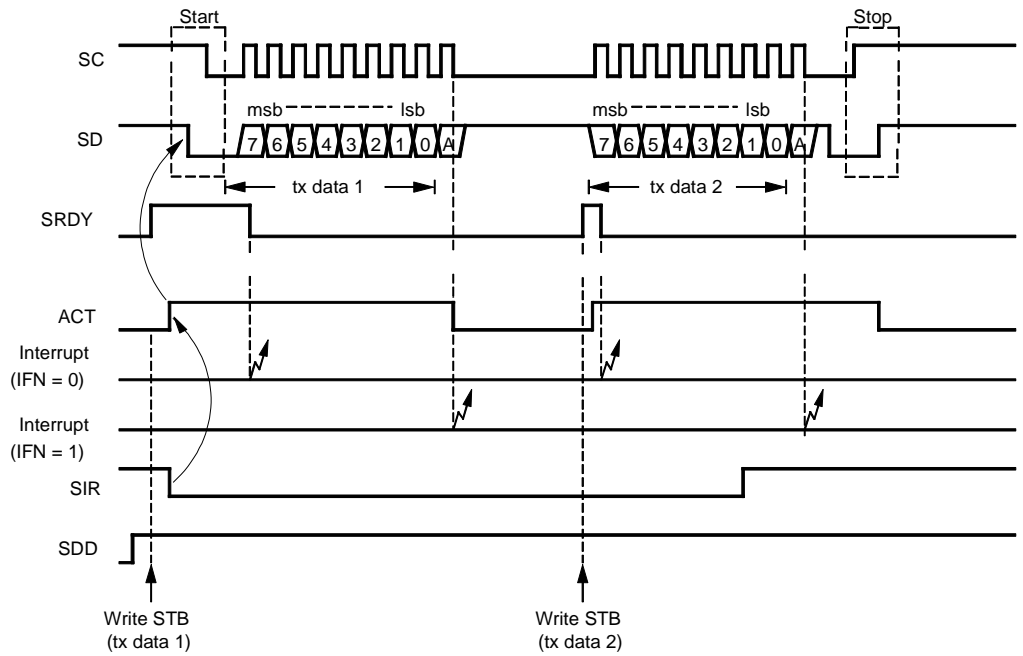 Start
Stop
SC
msb lsb
msb lsb
SD
7 6 5 4 3 2 1 0 A
7 6 5 4 3 2 1 0 A
tx data 1
tx data 2
SRDY
ACT
Interrupt
(IFN = 0)
Interrupt
(IFN = 1)
SIR
SDD
Write STB
(tx data 1)
Write STB
(tx data 2)